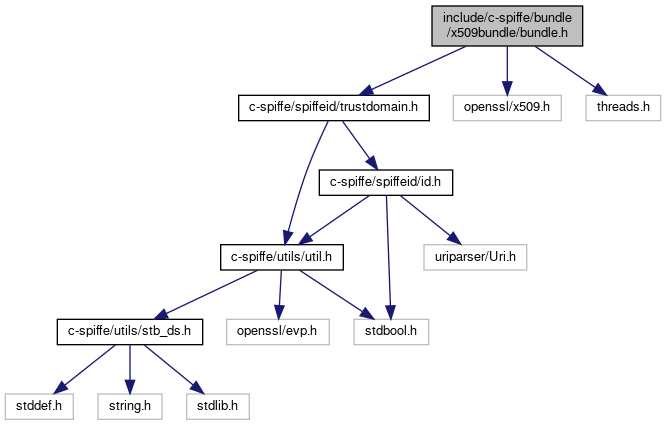 include/c-spiffe/bundle
/x509bundle/bundle.h
c-spiffe/spiffeid/trustdomain.h
openssl/x509.h
threads.h
c-spiffe/spiffeid/id.h
c-spiffe/utils/util.h
uriparser/Uri.h
c-spiffe/utils/stb_ds.h
openssl/evp.h
stdbool.h
stddef.h
string.h
stdlib.h